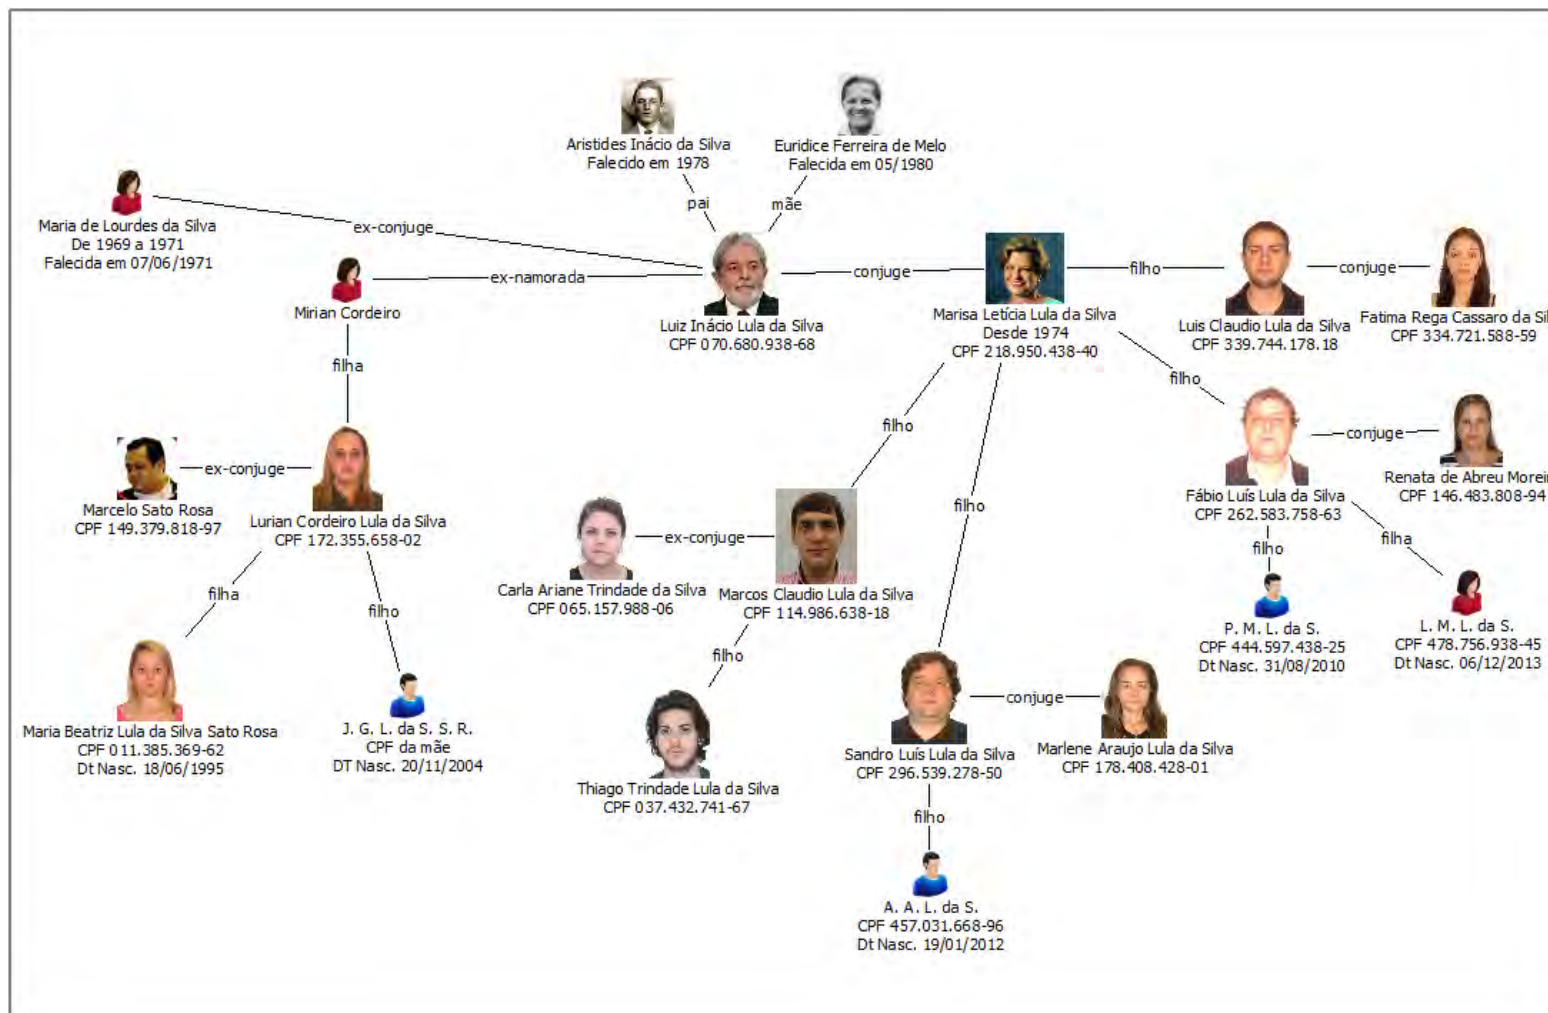 Aristides Inácio da Silva
Falecido em 1978
Euridice Ferreira de Melo
Falecida em 05/1980
pai
mãe
Maria de Lourdes da Silva
De 1969 a 1971
Falecida em 07/06/1971
ex-conjuge
Mirian Cordeiro
ex-namorada
Luiz Inácio Lula da Silva
CPF 070.680.938-68
conjuge
Marisa Letícia Lula da Silva
Desde 1974
CPF 218.950.438-40
filho
Luis Claudio Lula da Silva
CPF 339.744.178.18
conjuge
Fatima Rega Cassaro da Sil
CPF 334.721.588-59
filha
filho
filho
filho
Marcelo Sato Rosa
CPF 149.379.818-97
ex-conjuge
Lurian Cordeiro Lula da Silva
CPF 172.355.658-02
Carla Ariane Trindade da Silva
CPF 065.157.988-06
ex-conjuge
Marcos Claudio Lula da Silva
CPF 114.986.638-18
Fábio Luís Lula da Silva
CPF 262.583.758-63
conjuge
Renata de Abreu Moreir
CPF 146.483.808-94
filha
filho
filho
filho
filha
Maria Beatriz Lula da Silva Sato Rosa
CPF 011.385.369-62
Dt Nasc. 18/06/1995
J. G. L. da S. S. R.
CPF da mãe
DT Nasc. 20/11/2004
Thiago Trindade Lula da Silva
CPF 037.432.741-67
Sandro Luís Lula da Silva
CPF 296.539.278-50
conjuge
Marlene Araujo Lula da Silva
CPF 178.408.428-01
P. M. L. da S.
CPF 444.597.438-25
Dt Nasc. 31/08/2010
L. M. L. da S.
CPF 478.756.938-45
Dt Nasc. 06/12/2013
filho
A. A. L. da S.
CPF 457.031.668-96
Dt Nasc. 19/01/2012